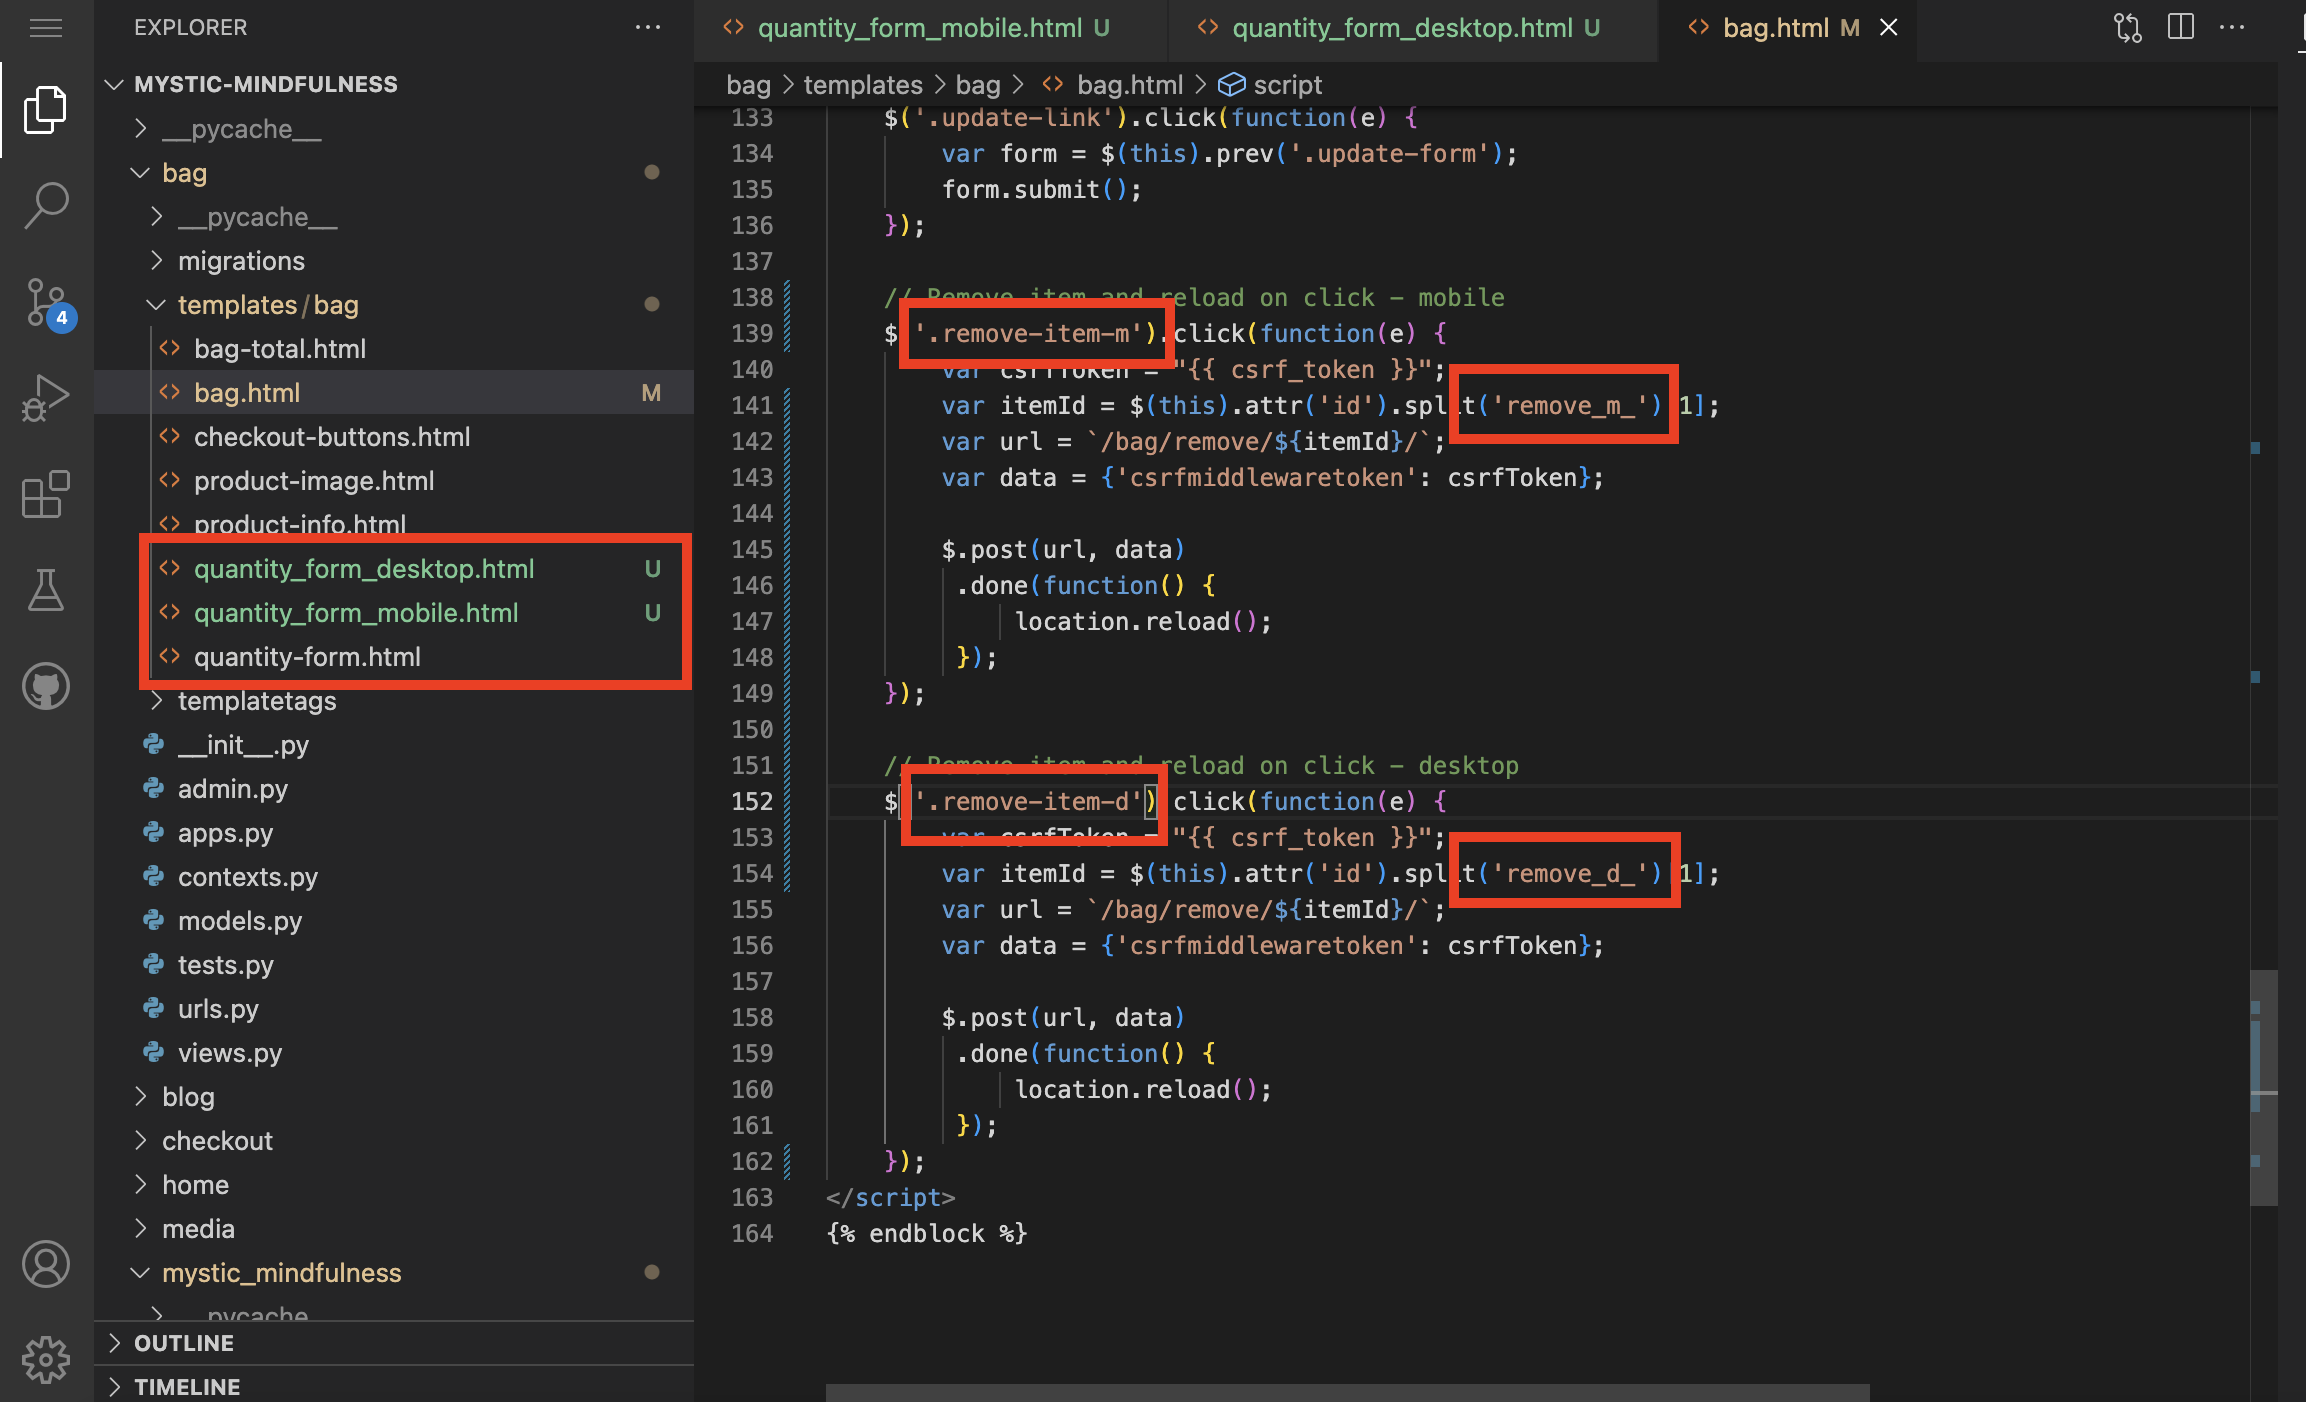 EXPLORER
MYSTIC-MINDFULNESS
__pycache__
bag
__pycache__
migrations
templates/bag
bag-total.html
bag.html M
checkout-buttons.html
product-image.html
product-info.html
quantity_form_desktop.html U
quantity_form_mobile.html U
quantity-form.html
templatetags
__init__.py
admin.py
apps.py
contexts.py
models.py
tests.py
urls.py
views.py
blog
checkout
home
media
mystic_mindfulness
__pycache__
OUTLINE
TIMELINE
4
quantity_form_mobile.html U
quantity_form_desktop.html U
bag.html M
bag > templates > bag > bag.html > script
133 $('.update-link').click(function(e) {
134 var form = $(this).prev('.update-form');
135 form.submit();
136 });
137
138 // Remove item and reload on click – mobile
139 $ '.remove-item-m').click(function(e) {
140 var csrfToken = "{{ csrf_token }}";
141 var itemId = $(this).attr('id').split('remove_m_') 1];
142 var url = `/bag/remove/${itemId}/`;
143 var data = {'csrfmiddlewaretoken': csrfToken};
144
145 $.post(url, data)
146 .done(function() {
147 location.reload();
148 });
149 });
150
151 // Remove item and reload on click – desktop
152 $ '.remove-item-d') click(function(e) {
153 var csrfToken = "{{ csrf_token }}";
154 var itemId = $(this).attr('id').split('remove_d_') 1];
155 var url = `/bag/remove/${itemId}/`;
156 var data = {'csrfmiddlewaretoken': csrfToken};
157
158 $.post(url, data)
159 .done(function() {
160 location.reload();
161 });
162 });
163 </script>
164 {% endblock %}